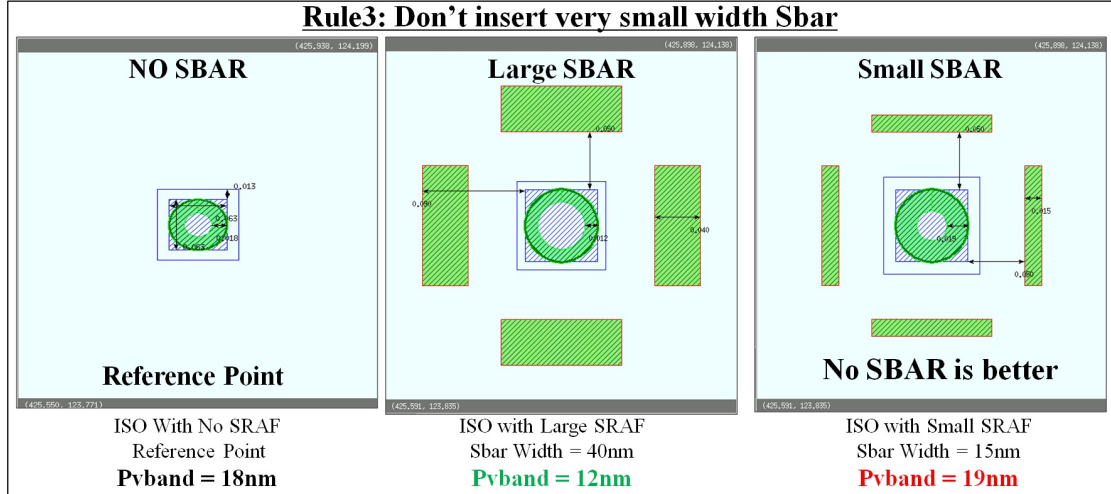 Rule3: Don't insert very small width Sbar
(425.938, 124.199)
NO SBAR
0.013
0.063
0.018
0.063
Reference Point
(425.550, 123.771)
ISO With No SRAF
Reference Point
Pvband = 18nm
(425.898, 124.138)
Large SBAR
0.050
0.090
0.012
0.040
(425.591, 123.835)
ISO with Large SRAF
Sbar Width = 40nm
Pvband = 12nm
(425.898, 124.138)
Small SBAR
0.050
0.015
0.019
0.050
No SBAR is better
(425.591, 123.835)
ISO with Small SRAF
Sbar Width = 15nm
Pvband = 19nm